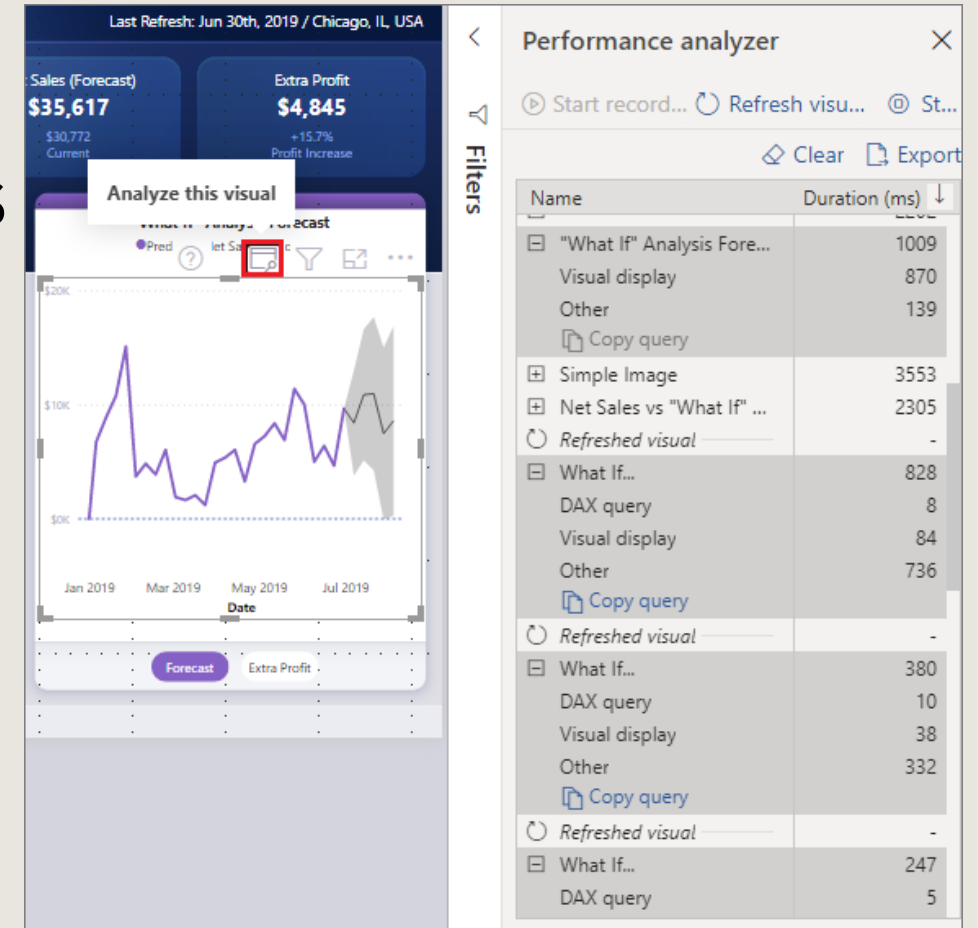 Last Refresh: Jun 30th, 2019 / Chicago, IL, USA
Sales (Forecast)
$35,617
$30,772
Current
Extra Profit
$4,845
+15.7%
Profit Increase
Analyze this visual
Forecast
Pred
let Sa
c
$20K
$10K
$0K
Jan 2019 Mar 2019 May 2019 Jul 2019
Date
Forecast Extra Profit
Filters
Performance analyzer
Start record... Refresh visu... St...
Clear Export
Name Duration (ms)
"What If" Analysis Fore... 1009
Visual display 870
Other 139
Copy query
Simple Image 3553
Net Sales vs "What If" ... 2305
Refreshed visual -
What If... 828
DAX query 8
Visual display 84
Other 736
Copy query
Refreshed visual -
What If... 380
DAX query 10
Visual display 38
Other 332
Copy query
Refreshed visual -
What If... 247
DAX query 5